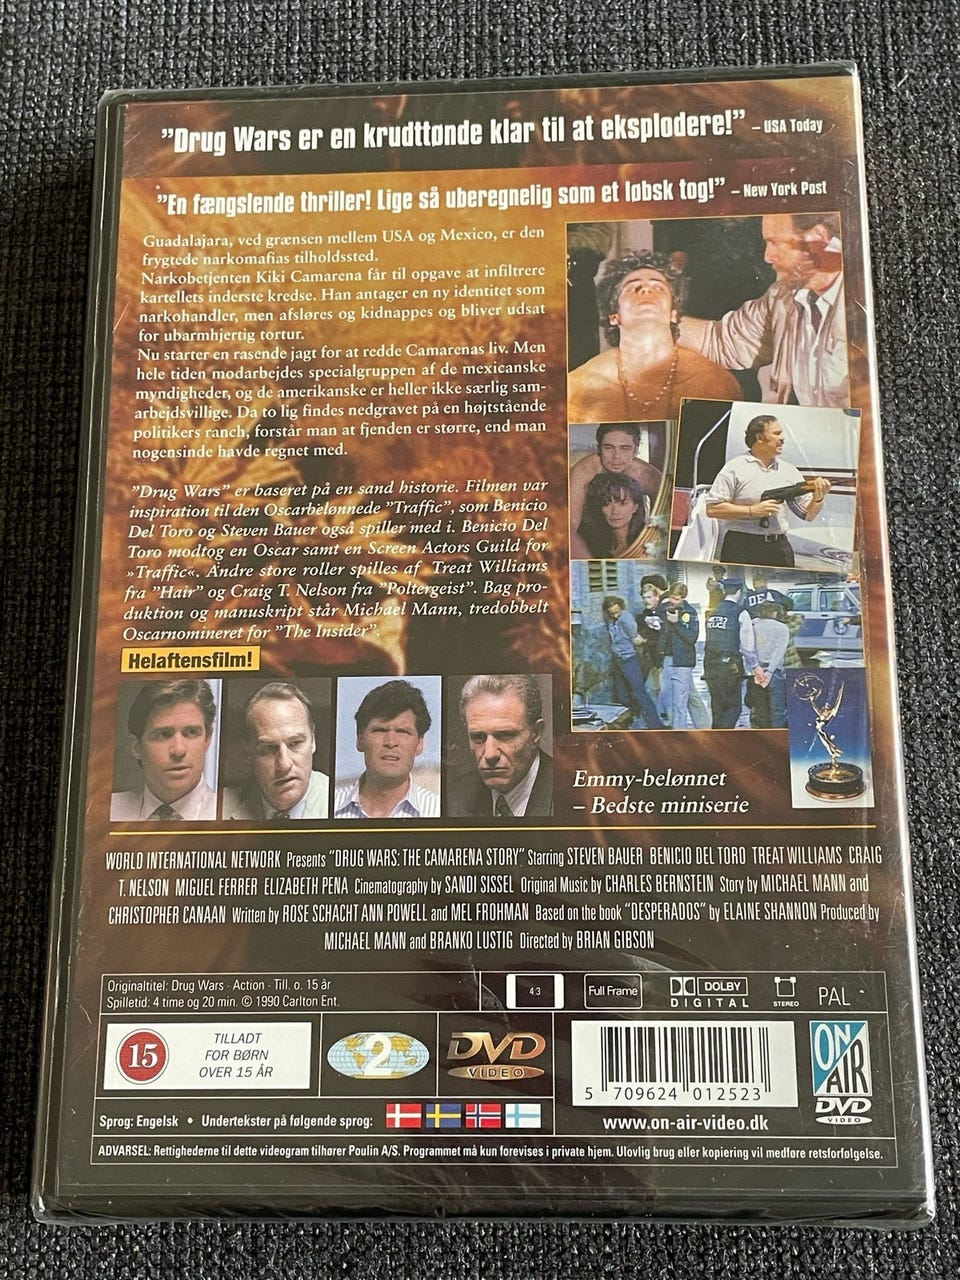 "Drug Wars er en krudttønde klar til at eksplodere!" – USA Today
"En fængslende thriller! Lige så uberegnelig som et løbsk tog!" – New York Post
Guadalajara, ved grænsen mellem USA og Mexico, er den
frygtede narkomafias tilholdssted.
Narkobetjenten Kiki Camarena får til opgave at infiltrere
kartellets inderste kredse. Han antager en ny identitet som
narkohandler, men afsløres og kidnappes og bliver udsat
for ubarmhjertig tortur.
Nu starter en rasende jagt for at redde Camarenas liv. Men
hele tiden modarbejdes specialgruppen af de mexicanske
myndigheder, og de amerikanske er heller ikke særlig sam-
arbejdsvillige. Da to lig findes nedgravet på en højtstående
politikers ranch, forstår man at fjenden er større, end man
nogensinde havde regnet med.
"Drug Wars" er baseret på en sand historie. Filmen var
inspiration til den Oscarbelønnede "Traffic", som Benicio
Del Toro og Steven Bauer også spiller med i. Benicio Del
Toro modtog en Oscar samt en Screen Actors Guild for
»Traffic«. Andre store roller spilles af Treat Williams
fra "Hair" og Craig T. Nelson fra "Poltergeist". Bag pro-
duktion og manuskript står Michael Mann, tredobbelt
Oscarnomineret for "The Insider".
Helaftensfilm!
DEA
Emmy-belønnet
– Bedste miniserie
WORLD INTERNATIONAL NETWORK Presents "DRUG WARS: THE CAMARENA STORY" Starring STEVEN BAUER BENICIO DEL TORO TREAT WILLIAMS CRAIG
T. NELSON MIGUEL FERRER ELIZABETH PENA Cinematography by SANDI SISSEL Original Music by CHARLES BERNSTEIN Story by MICHAEL MANN and
CHRISTOPHER CANAAN Written by ROSE SCHACHT ANN POWELL and MEL FROHMAN Based on the book "DESPERADOS" by ELAINE SHANNON Produced by
MICHAEL MANN and BRANKO LUSTIG Directed by BRIAN GIBSON
Originaltitel: Drug Wars · Action · Till. o. 15 år
Spilletid: 4 time og 20 min. © 1990 Carlton Ent.
4:3
Full Frame
DOLBY
DIGITAL
STEREO
PAL
15
TILLADT
FOR BØRN
OVER 15 ÅR
2
DVD
VIDEO
5 709624 012523
www.on-air-video.dk
ON
AIR
DVD
VIDEO
Sprog: Engelsk • Undertekster på følgende sprog:
ADVARSEL: Rettighederne til dette videogram tilhører Poulin A/S. Programmet må kun forevises i private hjem. Ulovlig brug eller kopiering vil medføre retsforfølgelse.